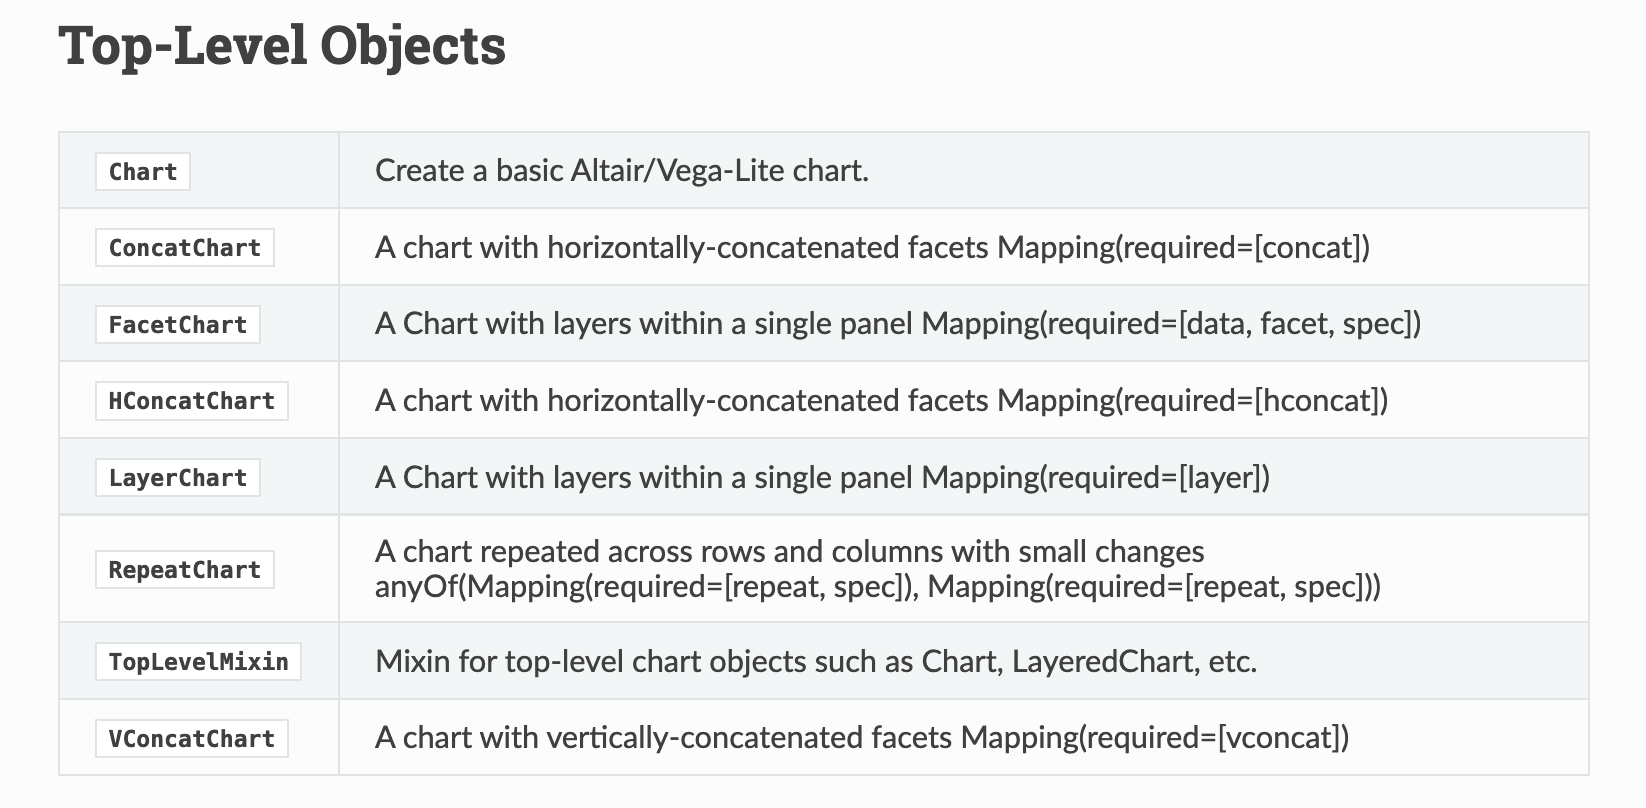 Top-Level Objects
Chart
Create a basic Altair/Vega-Lite chart.
ConcatChart
A chart with horizontally-concatenated facets Mapping(required=[concat])
FacetChart
A Chart with layers within a single panel Mapping(required=[data, facet, spec])
HConcatChart
A chart with horizontally-concatenated facets Mapping(required=[hconcat])
LayerChart
A Chart with layers within a single panel Mapping(required=[layer])
RepeatChart
A chart repeated across rows and columns with small changes
anyOf(Mapping(required=[repeat, spec]), Mapping(required=[repeat, spec]))
TopLevelMixin
Mixin for top-level chart objects such as Chart, LayeredChart, etc.
VConcatChart
A chart with vertically-concatenated facets Mapping(required=[vconcat])